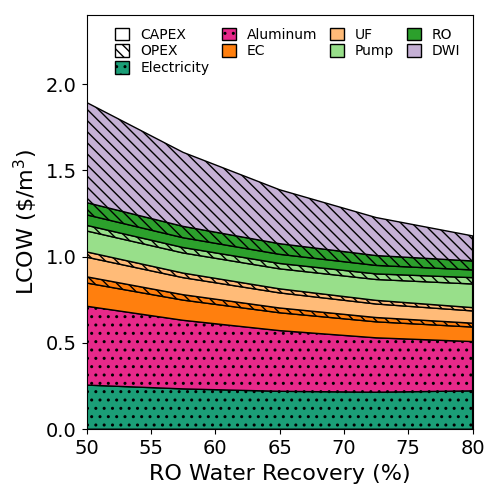 CAPEX
OPEX
Electricity
Aluminum
EC
UF
Pump
RO
DWI
LCOW ($/m³)
2.0
1.5
1.0
0.5
0.0
50 55 60 65 70 75 80
RO Water Recovery (%)